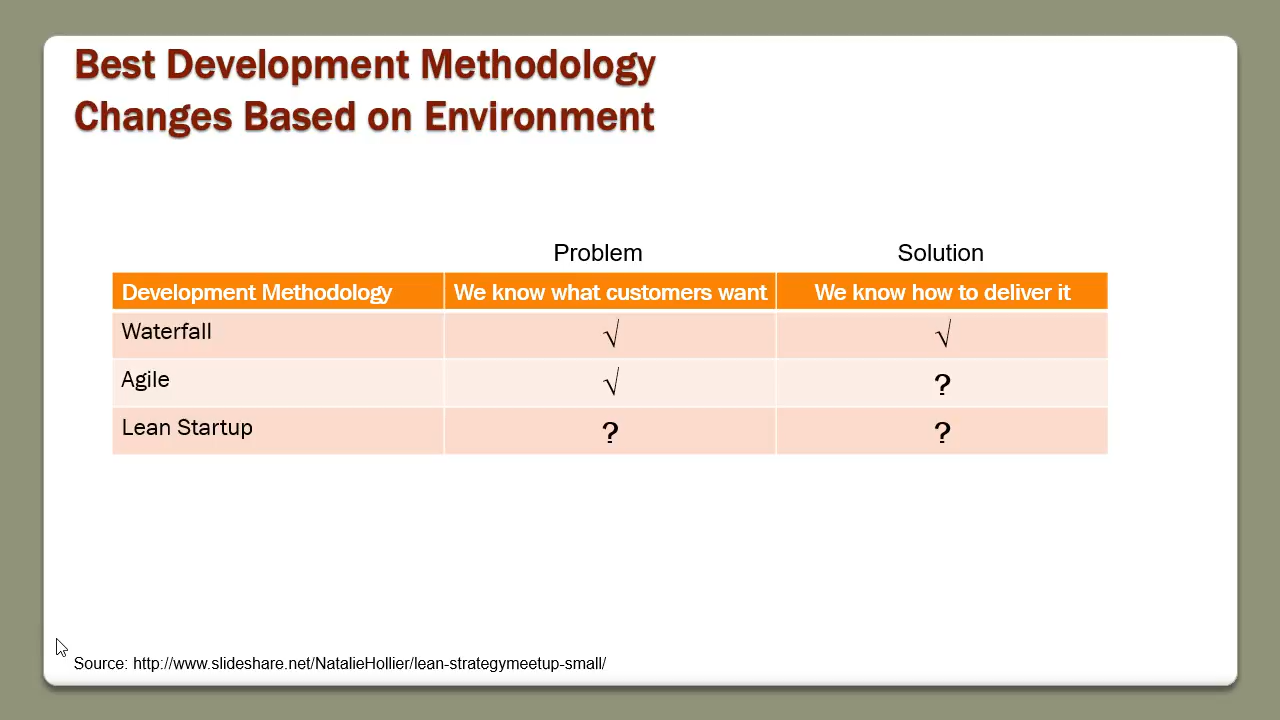 Best Development Methodology
Changes Based on Environment
Problem Solution
Development Methodology We know what customers want We know how to deliver it
Waterfall √ √
Agile √ ?
Lean Startup ? ?
Source: http://www.slideshare.net/NatalieHollier/lean-strategymeetup-small/